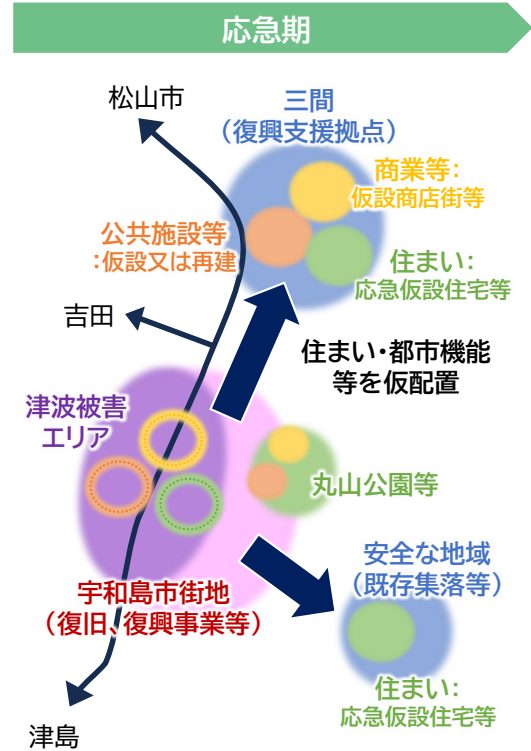 応急期
松山市
三間
（復興支援拠点）
商業等：
仮設商店街等
公共施設等
：仮設又は再建
住まい：
応急仮設住宅等
吉田
住まい・都市機能
等を仮配置
津波被害
エリア
丸山公園等
安全な地域
（既存集落等）
宇和島市街地
（復旧、復興事業等）
住まい：
応急仮設住宅等
津島